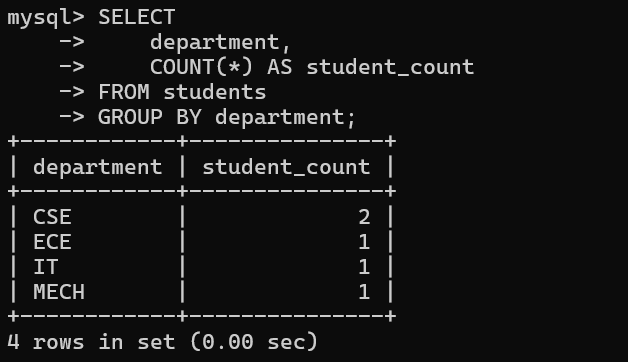 mysql> SELECT
    ->     department,
    ->     COUNT(*) AS student_count
    -> FROM students
    -> GROUP BY department;
+------------+---------------+
| department | student_count |
+------------+---------------+
| CSE        |             2 |
| ECE        |             1 |
| IT         |             1 |
| MECH       |             1 |
+------------+---------------+
4 rows in set (0.00 sec)